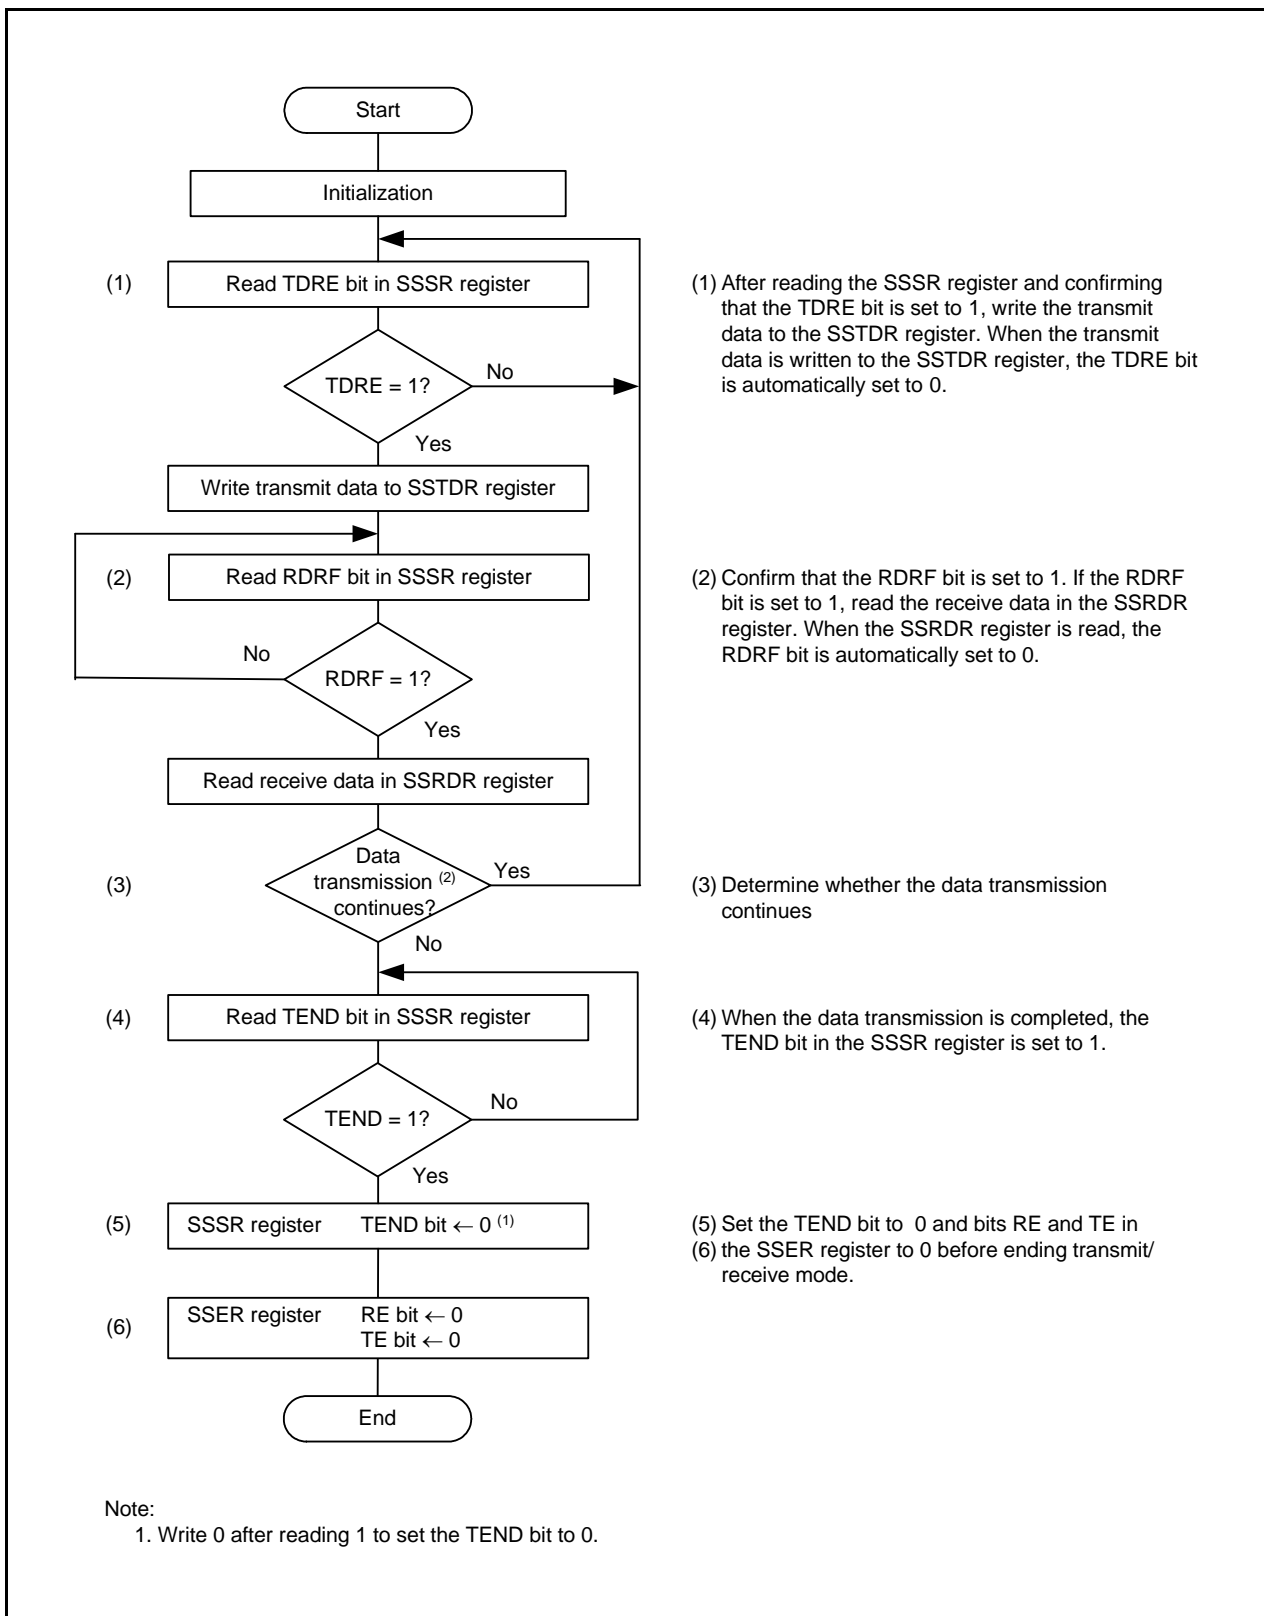 Start
Initialization
(1)
Read TDRE bit in SSSR register
(1) After reading the SSSR register and confirming
that the TDRE bit is set to 1, write the transmit
data to the SSTDR register. When the transmit
data is written to the SSTDR register, the TDRE bit
is automatically set to 0.
TDRE = 1?
No
Yes
Write transmit data to SSTDR register
(2)
Read RDRF bit in SSSR register
(2) Confirm that the RDRF bit is set to 1. If the RDRF
bit is set to 1, read the receive data in the SSRDR
register. When the SSRDR register is read, the
RDRF bit is automatically set to 0.
No
RDRF = 1?
Yes
Read receive data in SSRDR register
(3)
Data
transmission (2)
continues?
Yes
(3) Determine whether the data transmission
continues
No
(4)
Read TEND bit in SSSR register
(4) When the data transmission is completed, the
TEND bit in the SSSR register is set to 1.
TEND = 1?
No
Yes
(5)
SSSR register TEND bit ← 0 (1)
(5) Set the TEND bit to 0 and bits RE and TE in
(6) the SSER register to 0 before ending transmit/
receive mode.
(6)
SSER register RE bit ← 0
TE bit ← 0
End
Note:
1. Write 0 after reading 1 to set the TEND bit to 0.